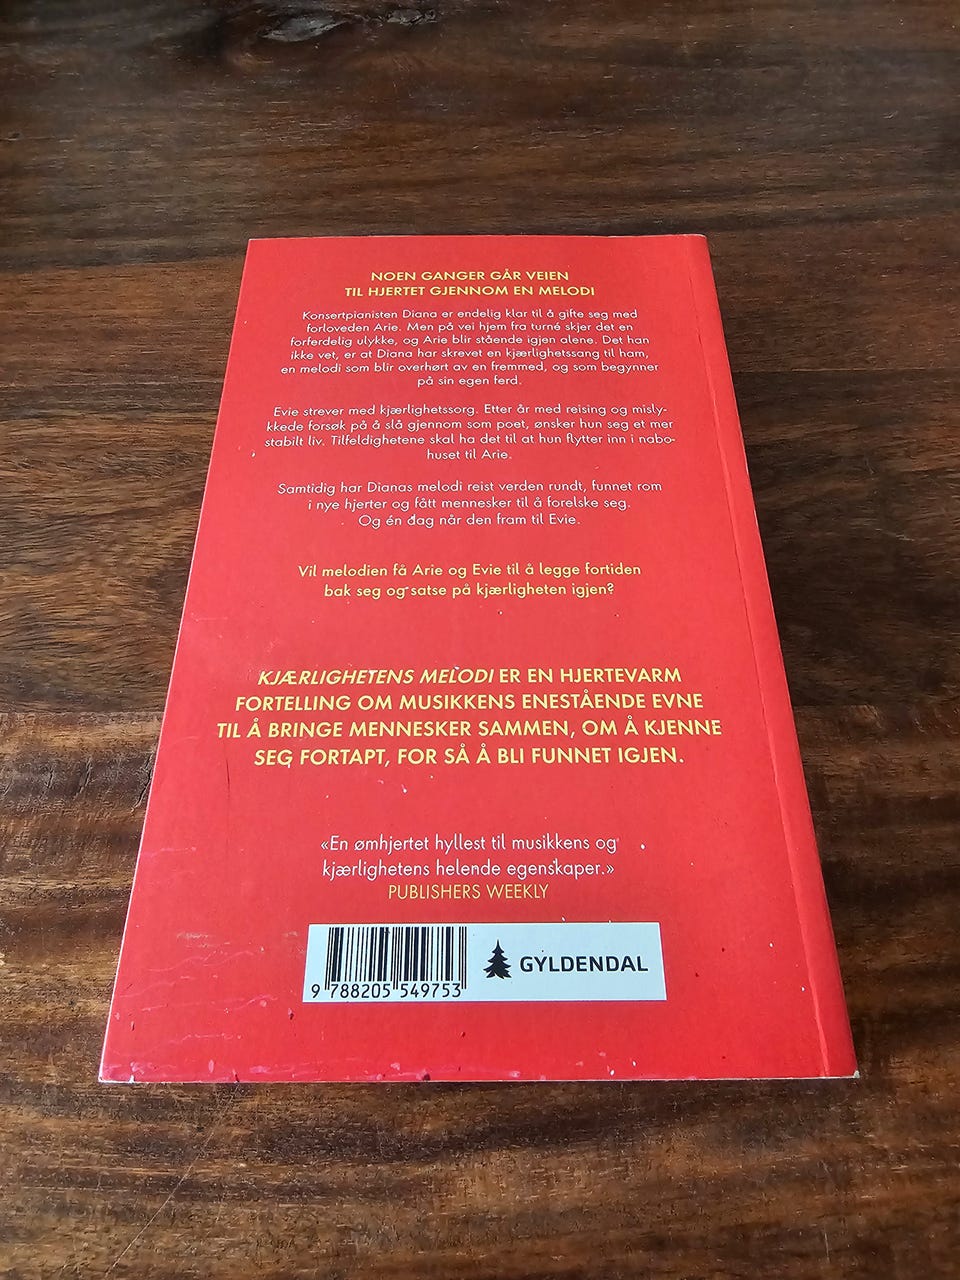 NOEN GANGER GÅR VEIEN
TIL HJERTET GJENNOM EN MELODI
Konsertpianisten Diana er endelig klar til å gifte seg med
forloveden Arie. Men på vei hjem fra turné skjer det en
forferdelig ulykke, og Arie blir stående igjen alene. Det han
ikke vet, er at Diana har skrevet en kjærlighetssang til ham,
en melodi som blir overhørt av en fremmed, og som begynner
på sin egen ferd.
Evie strever med kjærlighetssorg. Etter år med reising og misly-
kkede forsøk på å slå gjennom som poet, ønsker hun seg et mer
stabilt liv. Tilfeldighetene skal ha det til at hun flytter inn i nabo-
huset til Arie.
Samtidig har Dianas melodi reist verden rundt, funnet rom
i nye hjerter og fått mennesker til å forelske seg.
Og én dag når den fram til Evie.
Vil melodien få Arie og Evie til å legge fortiden
bak seg og satse på kjærligheten igjen?
KJÆRLIGHETENS MELODI ER EN HJERTEVARM
FORTELLING OM MUSIKKENS ENESTÅENDE EVNE
TIL Å BRINGE MENNESKER SAMMEN, OM Å KJENNE
SEG FORTAPT, FOR SÅ Å BLI FUNNET IGJEN.
«En ømhjertet hyllest til musikkens og
kjærlighetens helende egenskaper.»
PUBLISHERS WEEKLY
GYLDENDAL
9 788205 549753